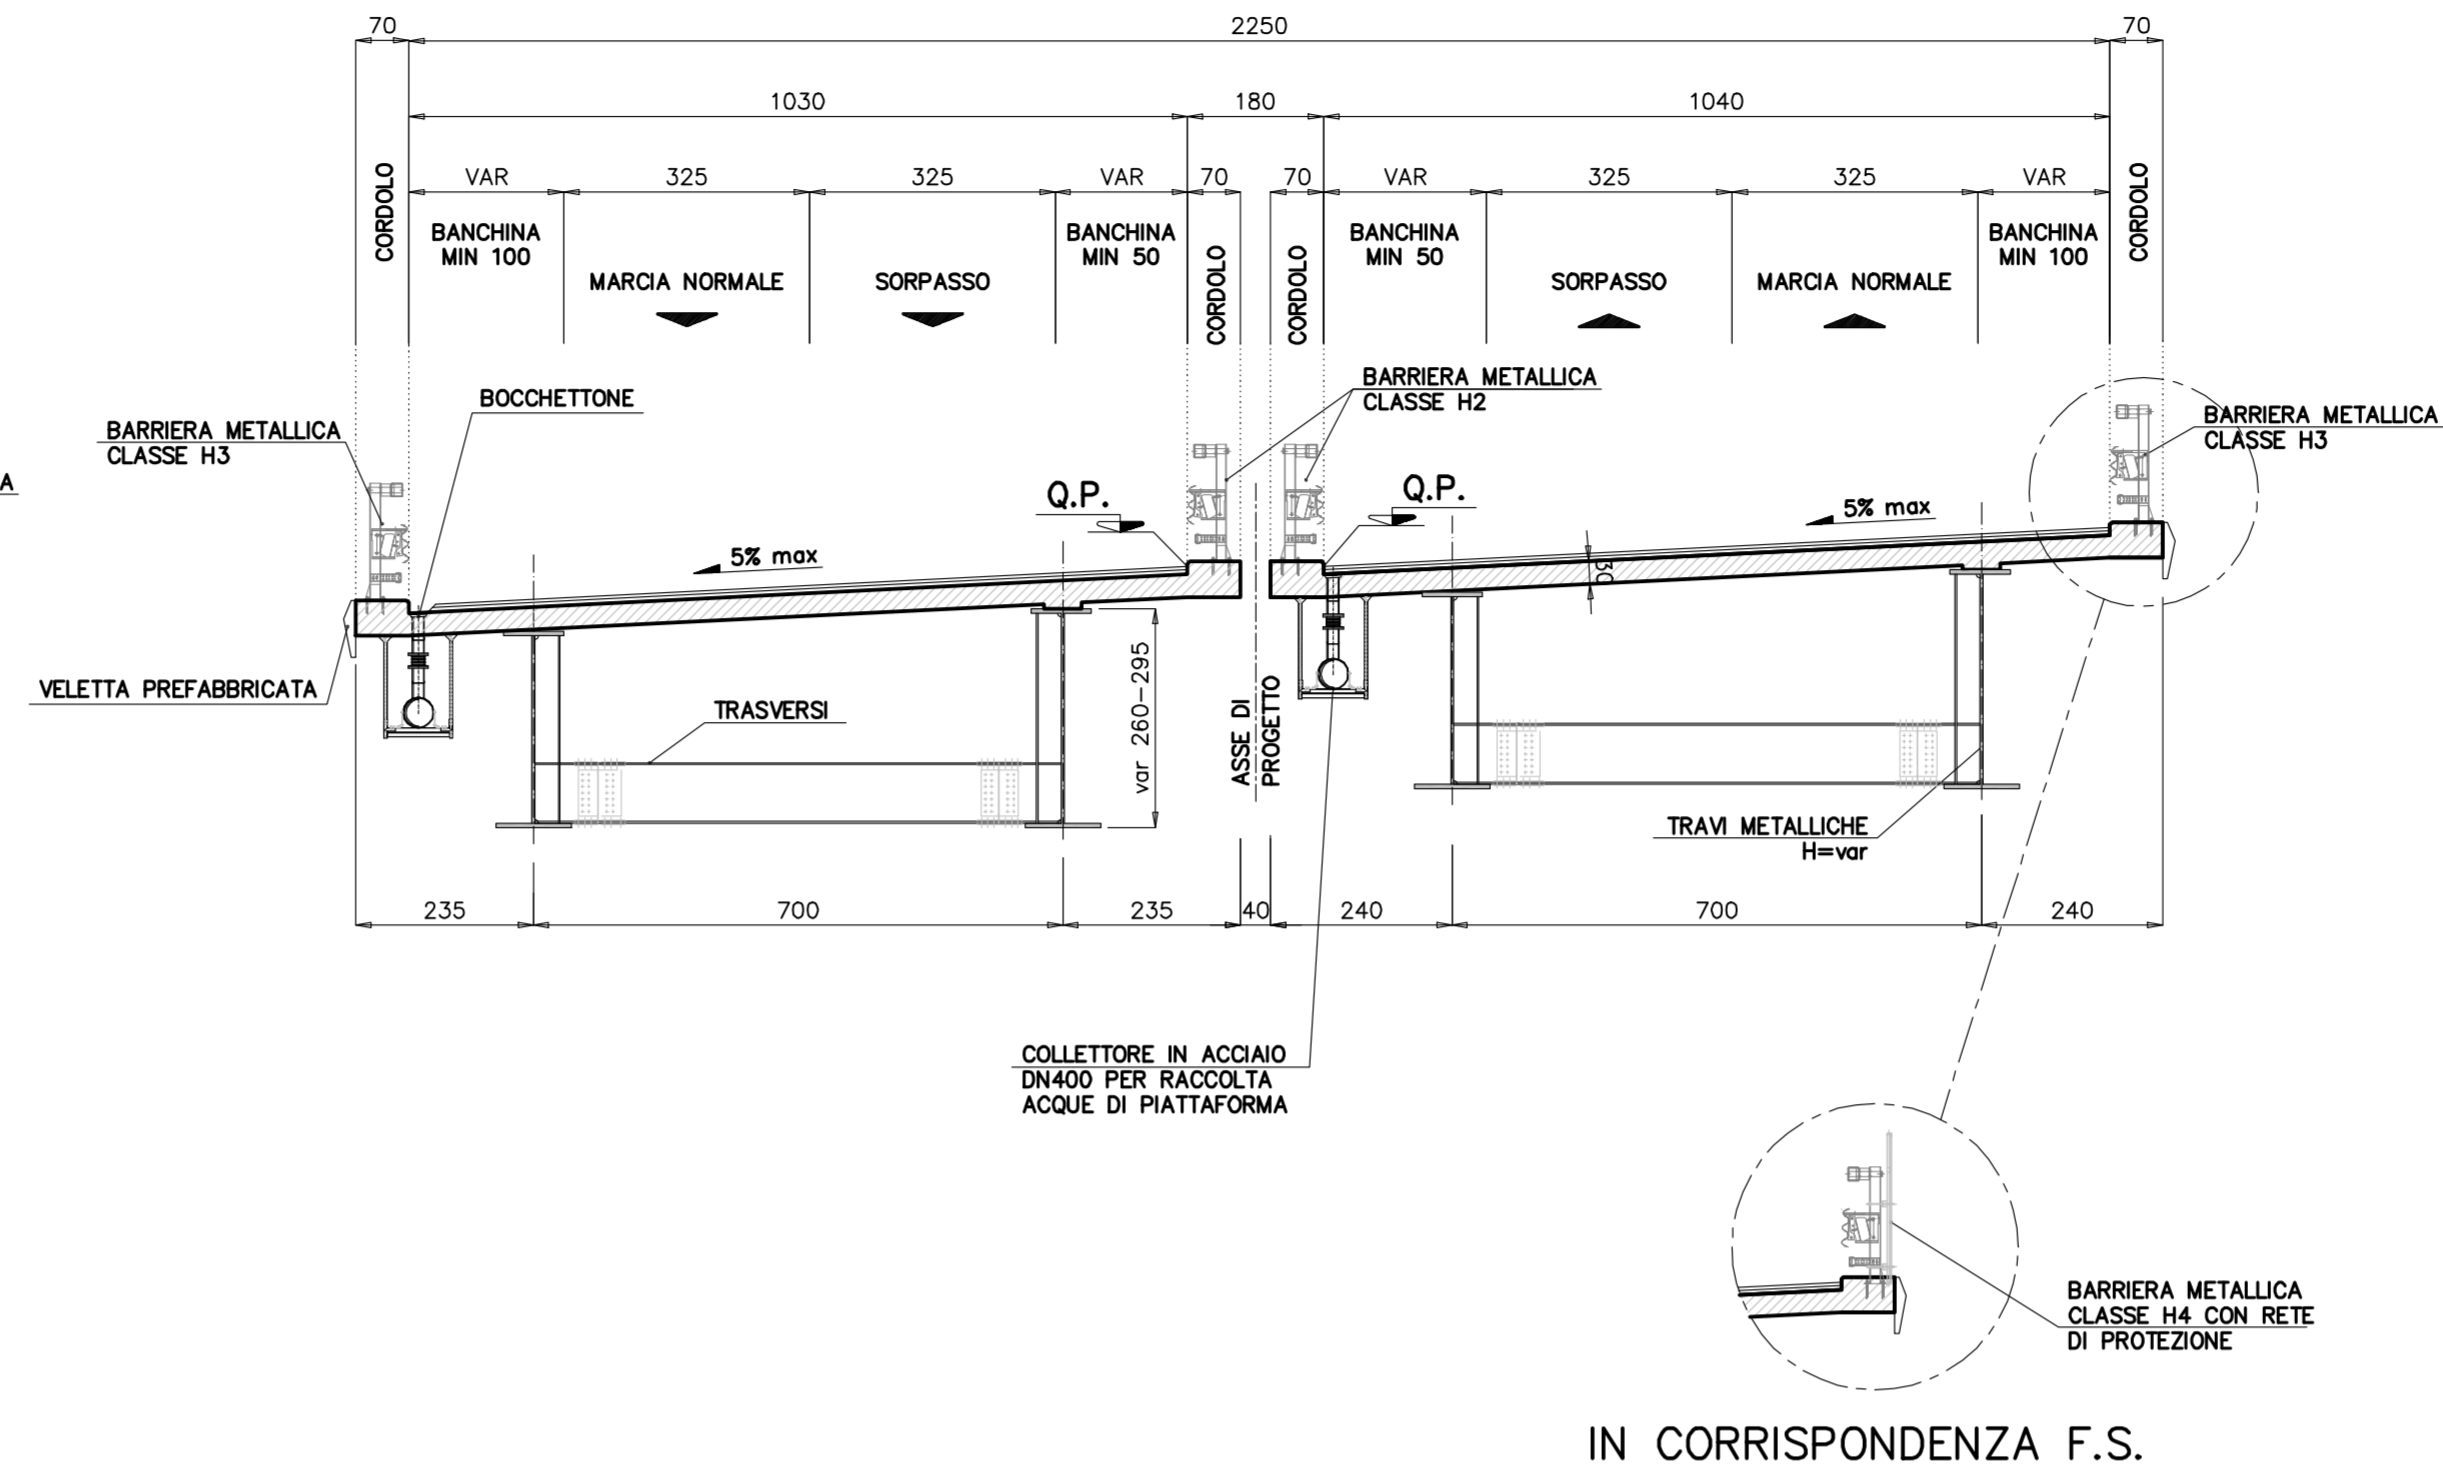 70
2250
70
1030
180
1040
CORDOLO
VAR
325
325
VAR
70
70
VAR
325
325
VAR
CORDOLO
BANCHINA
MIN 100
MARCIA NORMALE
SORPASSO
BANCHINA
MIN 50
CORDOLO
CORDOLO
BANCHINA
MIN 50
SORPASSO
MARCIA NORMALE
BANCHINA
MIN 100
BOCCHETTONE
BARRIERA METALLICA
CLASSE H2
BARRIERA METALLICA
CLASSE H3
BARRIERA METALLICA
CLASSE H3
A
Q.P.
Q.P.
5% max
5% max
30
VELETTA PREFABBRICATA
TRASVERSI
var 260-295
ASSE DI
PROGETTO
TRAVI METALLICHE
H=var
235
700
235
40
240
700
240
COLLETTORE IN ACCIAIO
DN400 PER RACCOLTA
ACQUE DI PIATTAFORMA
BARRIERA METALLICA
CLASSE H4 CON RETE
DI PROTEZIONE
IN CORRISPONDENZA F.S.